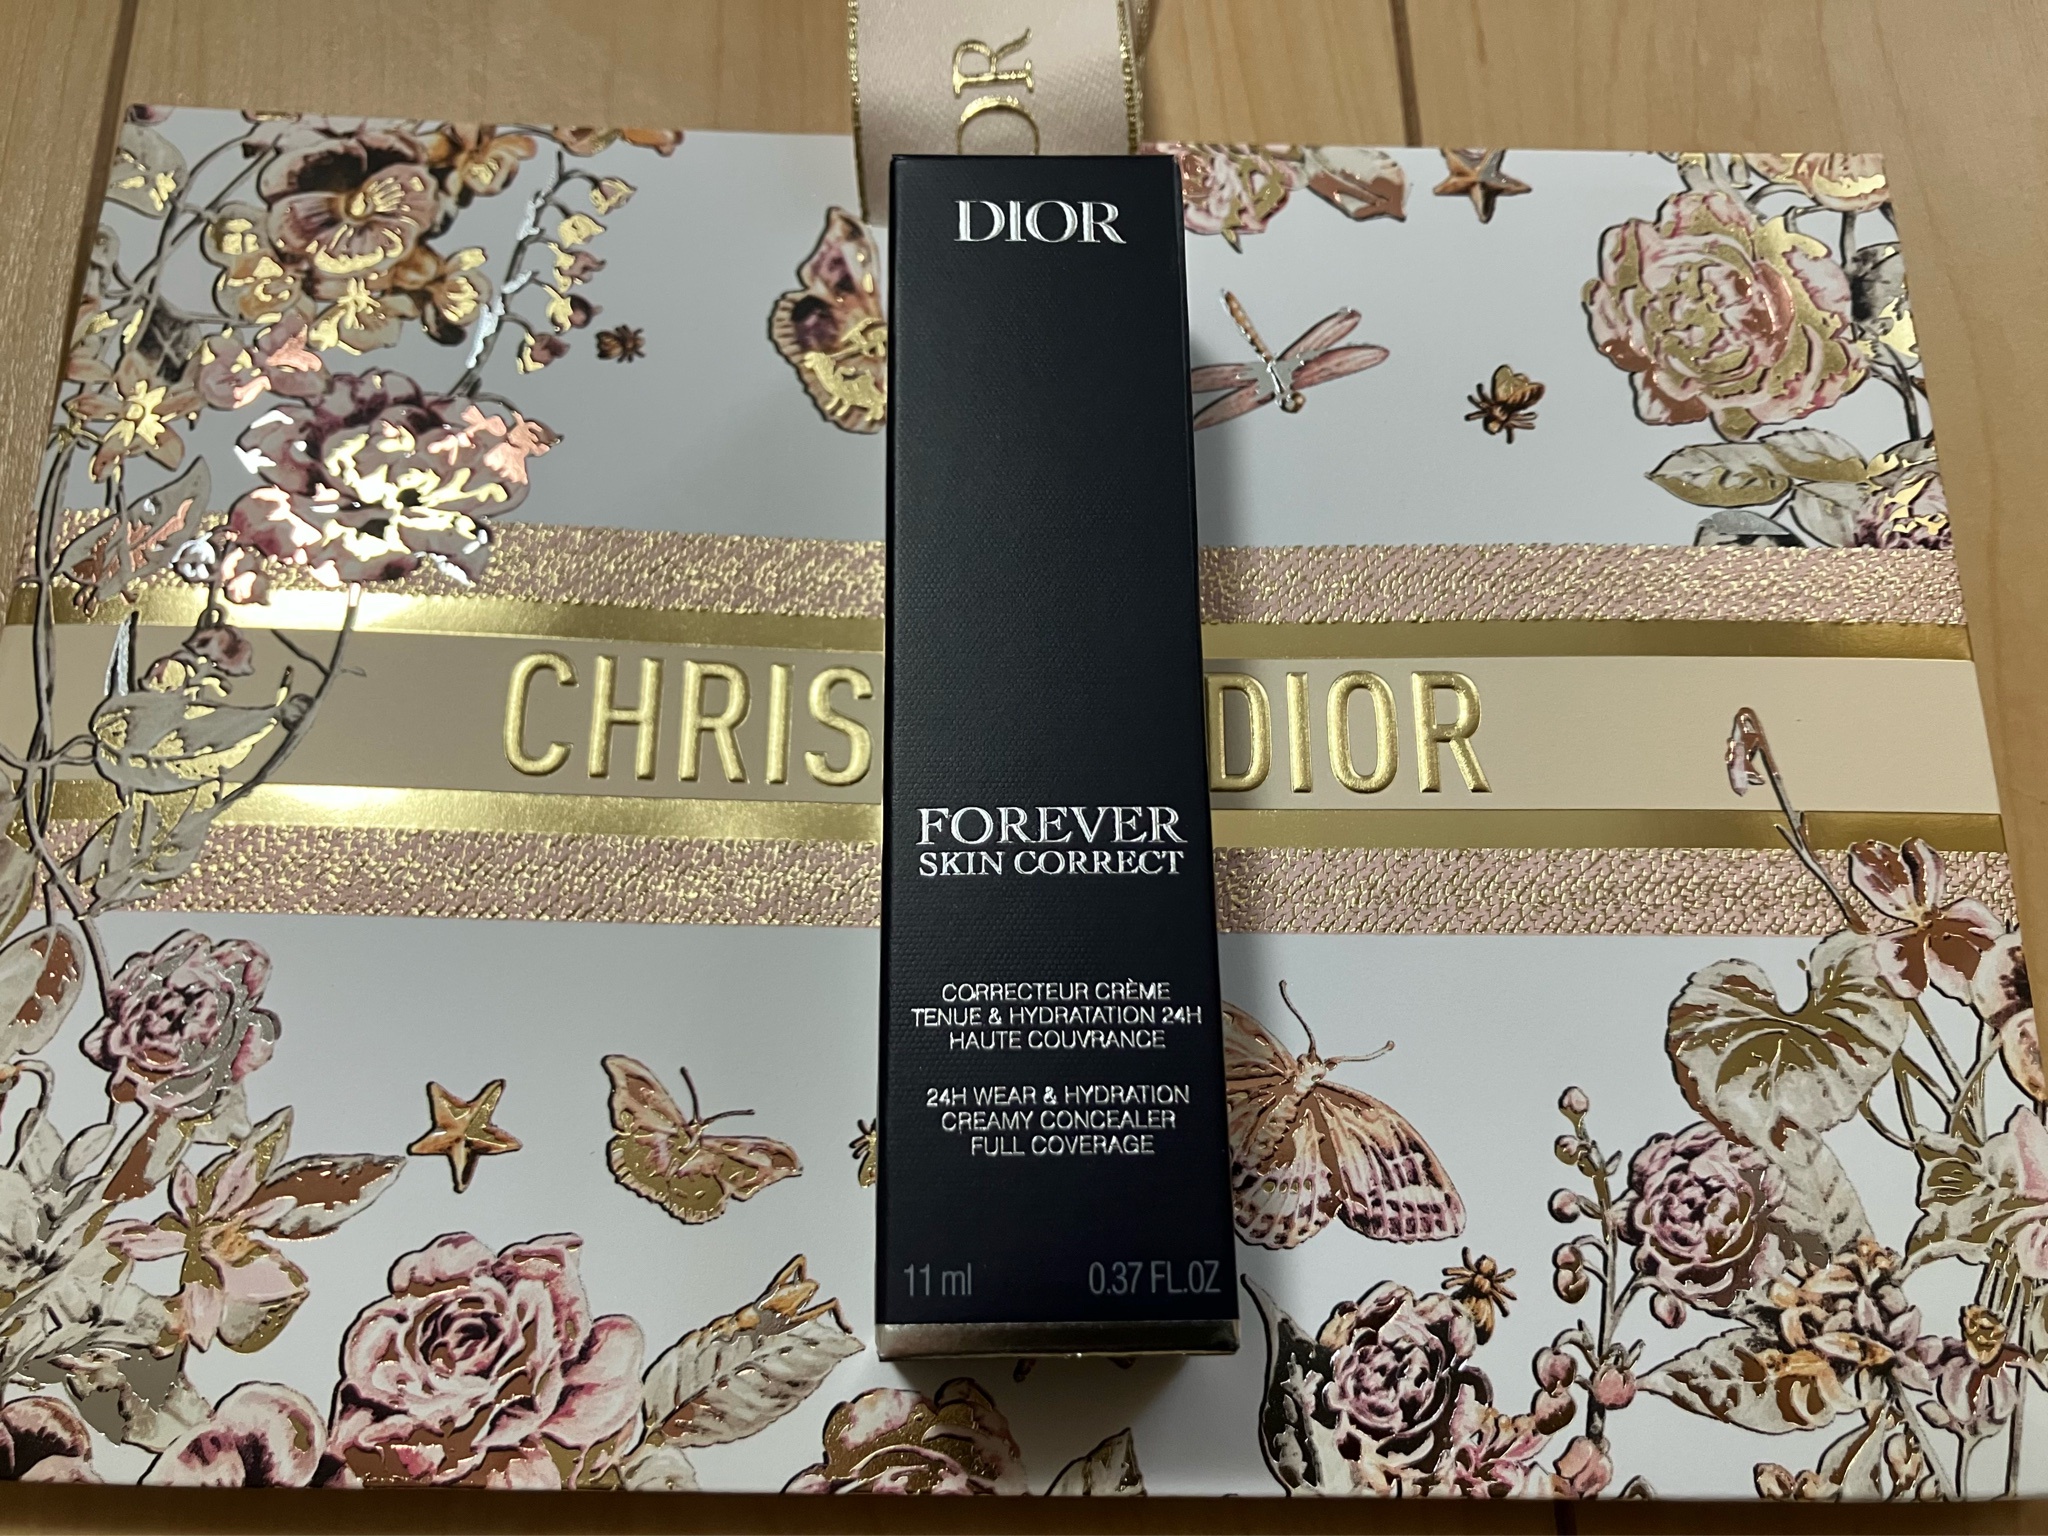 OR
DIOR
CHRIS DIOR
FOREVER
SKIN CORRECT
CORRECTEUR CRÈME
TENUE & HYDRATATION 24H
HAUTE COUVRANCE
24H WEAR & HYDRATION
CREAMY CONCEALER
FULL COVERAGE
11 ml 0.37 FL.OZ